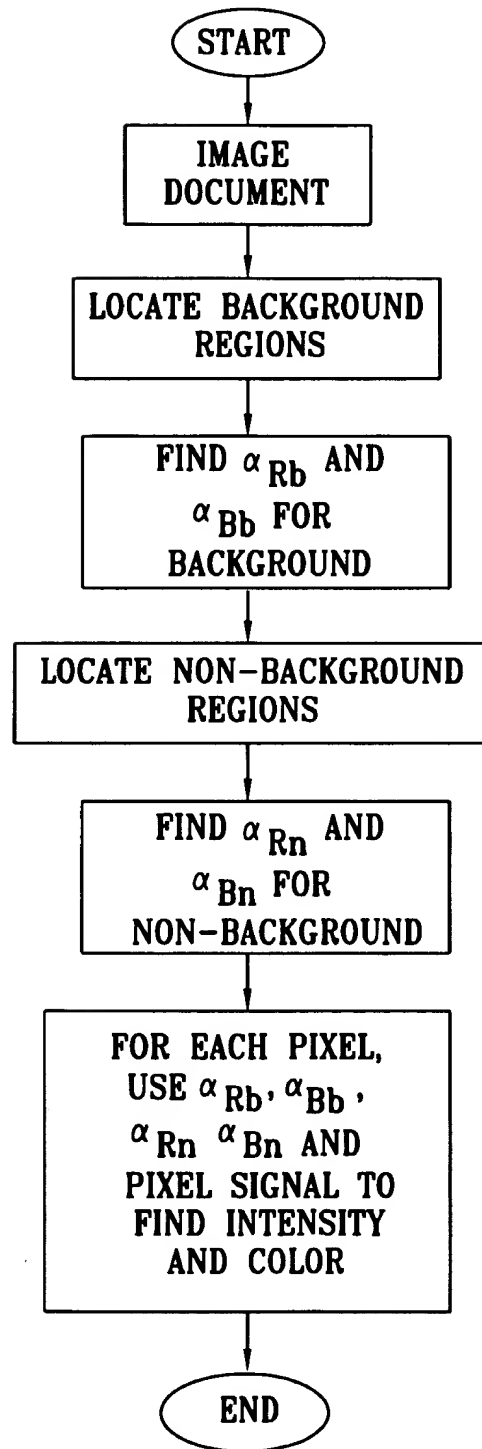 START
IMAGE
DOCUMENT
LOCATE BACKGROUND
REGIONS
FIND α Rb AND
α Bb FOR
BACKGROUND
LOCATE NON-BACKGROUND
REGIONS
FIND α Rn AND
α Bn FOR
NON-BACKGROUND
FOR EACH PIXEL,
USE α Rb, α Bb,
α Rn α Bn AND
PIXEL SIGNAL TO
FIND INTENSITY
AND COLOR
END